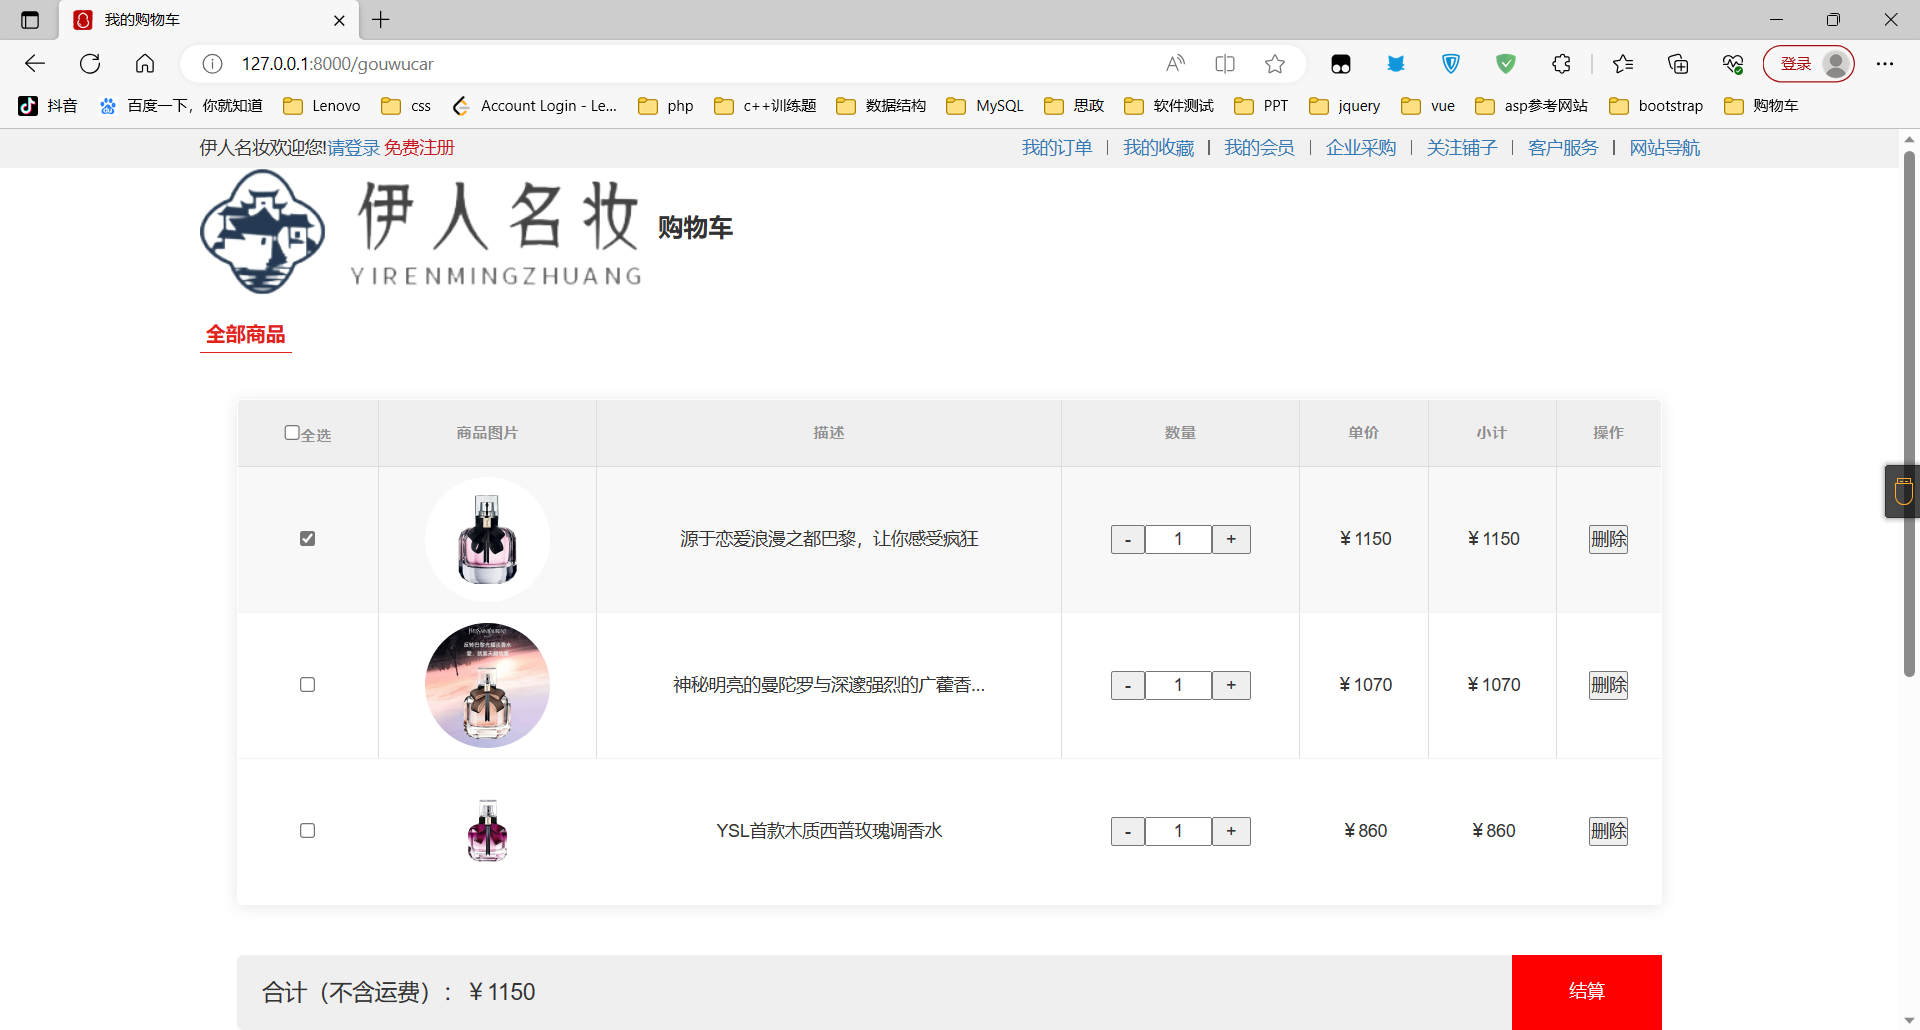 我的购物车
127.0.0.1:8000/gouwucar
登录
抖音 百度一下，你就知道 Lenovo css Account Login - Le... php c++训练题 数据结构 MySQL 思政 软件测试 PPT jquery vue asp参考网站 bootstrap 购物车
伊人名妆欢迎您!请登录 免费注册 我的订单 | 我的收藏 | 我的会员 | 企业采购 | 关注铺子 | 客户服务 | 网站导航
伊人名妆 购物车
YIRENMINGZHUANG
全部商品
全选 商品图片 描述 数量 单价 小计 操作
源于恋爱浪漫之都巴黎，让你感受疯狂 - 1 + ¥1150 ¥1150 删除
神秘明亮的曼陀罗与深邃强烈的广藿香... - 1 + ¥1070 ¥1070 删除
YSL首款木质西普玫瑰调香水 - 1 + ¥860 ¥860 删除
合计（不含运费）：¥1150 结算